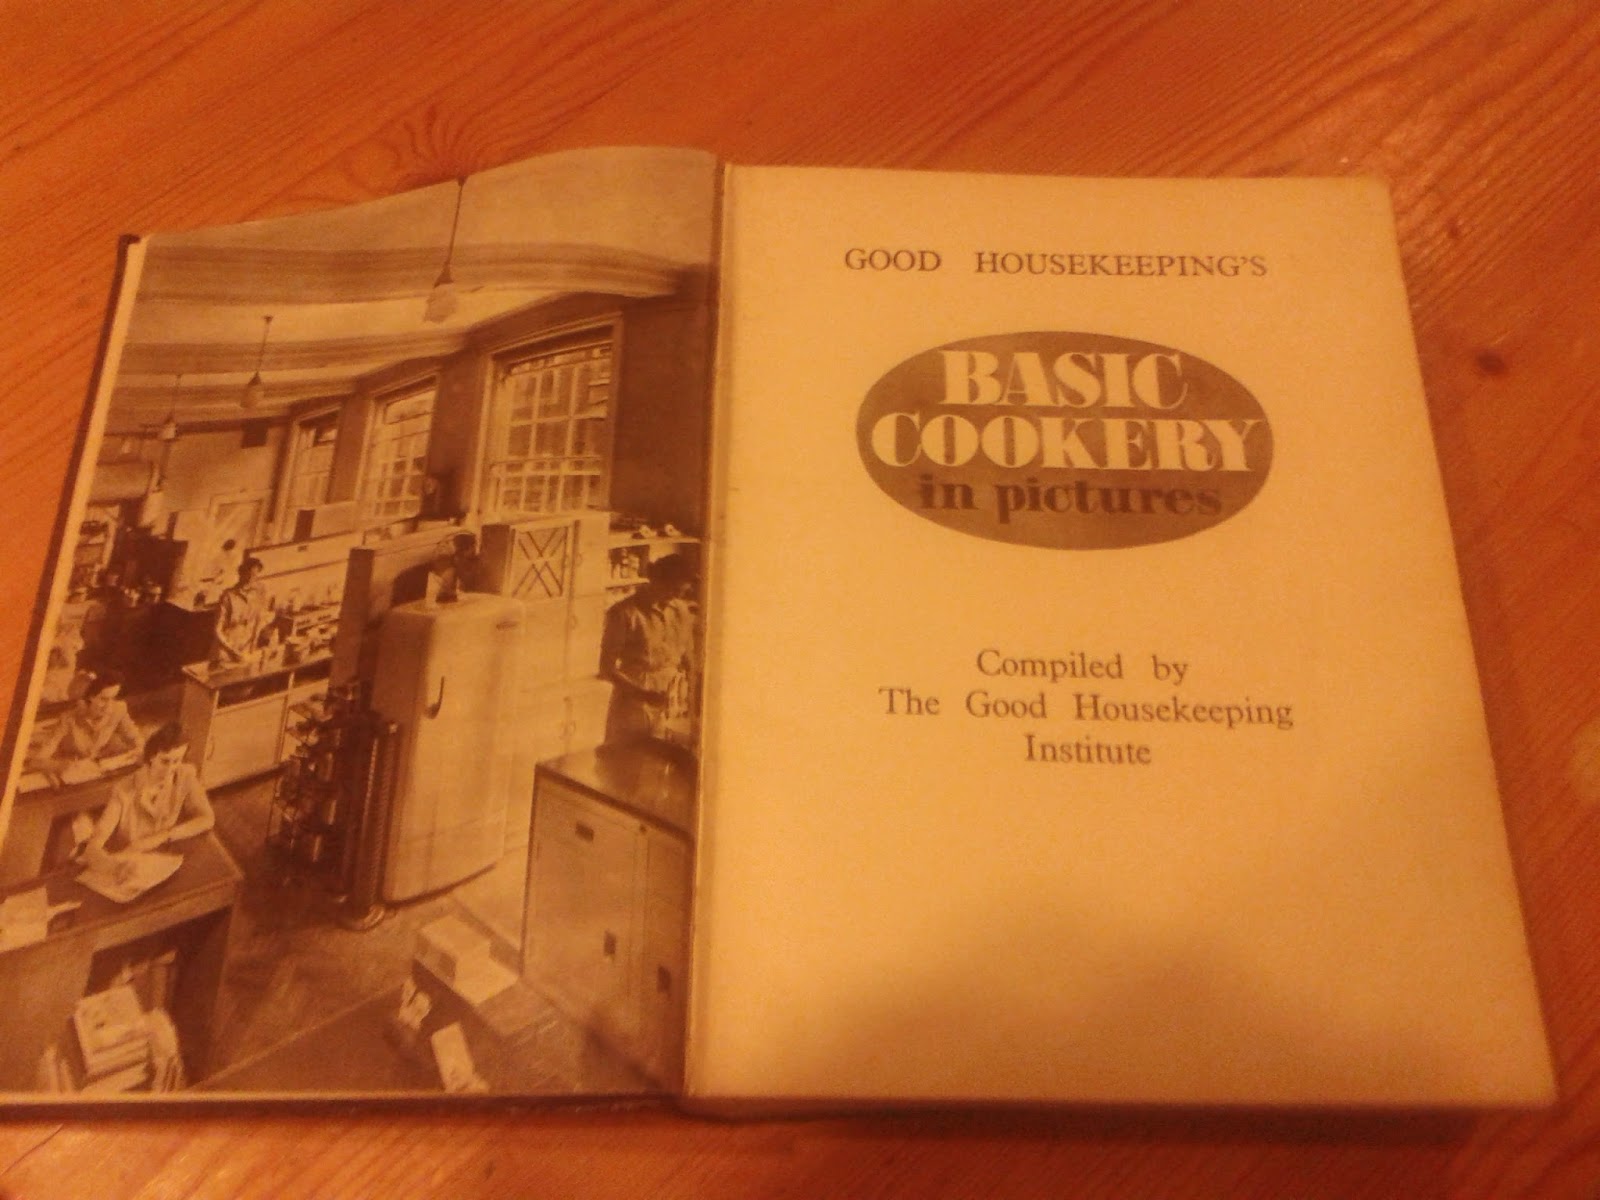 GOOD HOUSEKEEPING'S
BASIC
COOKERY
in pictures
Compiled by
The Good Housekeeping
Institute